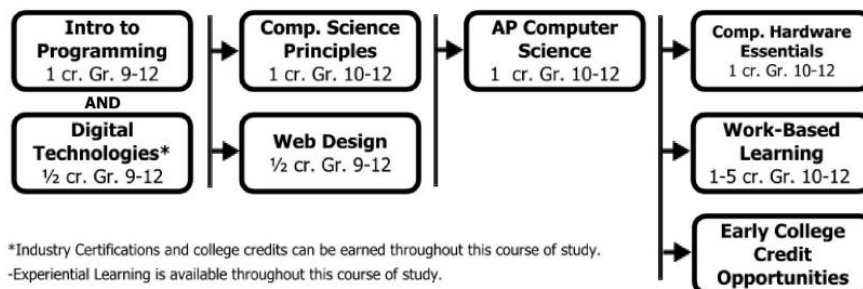 Intro to
Programming
1 cr. Gr. 9-12
AND
Digital
Technologies*
½ cr. Gr. 9-12
Comp. Science
Principles
1 cr. Gr. 10-12
Web Design
½ cr. Gr. 9-12
AP Computer
Science
1 cr. Gr. 10-12
Comp. Hardware
Essentials
1 cr. Gr. 10-12
Work-Based
Learning
1-5 cr. Gr. 10-12
Early College
Credit
Opportunities
*Industry Certifications and college credits can be earned throughout this course of study.
-Experiential Learning is available throughout this course of study.